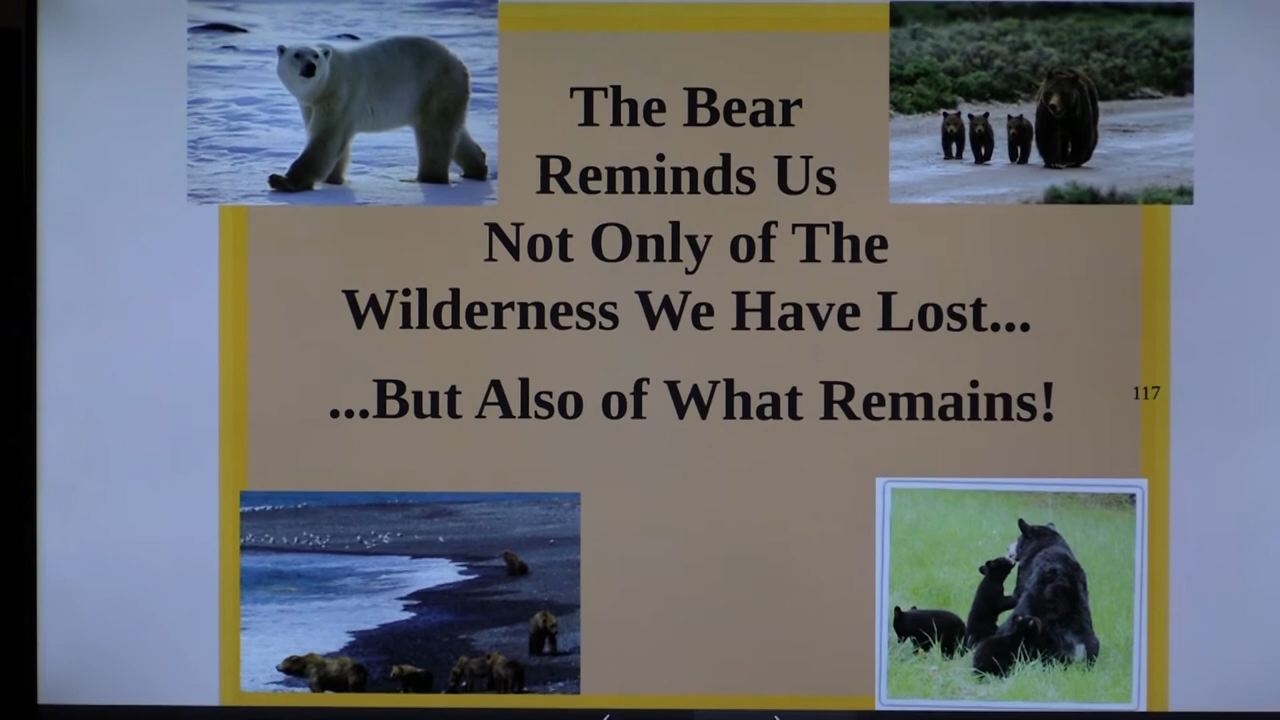 The Bear
Reminds Us
Not Only of The
Wilderness We Have Lost...
...But Also of What Remains!
117